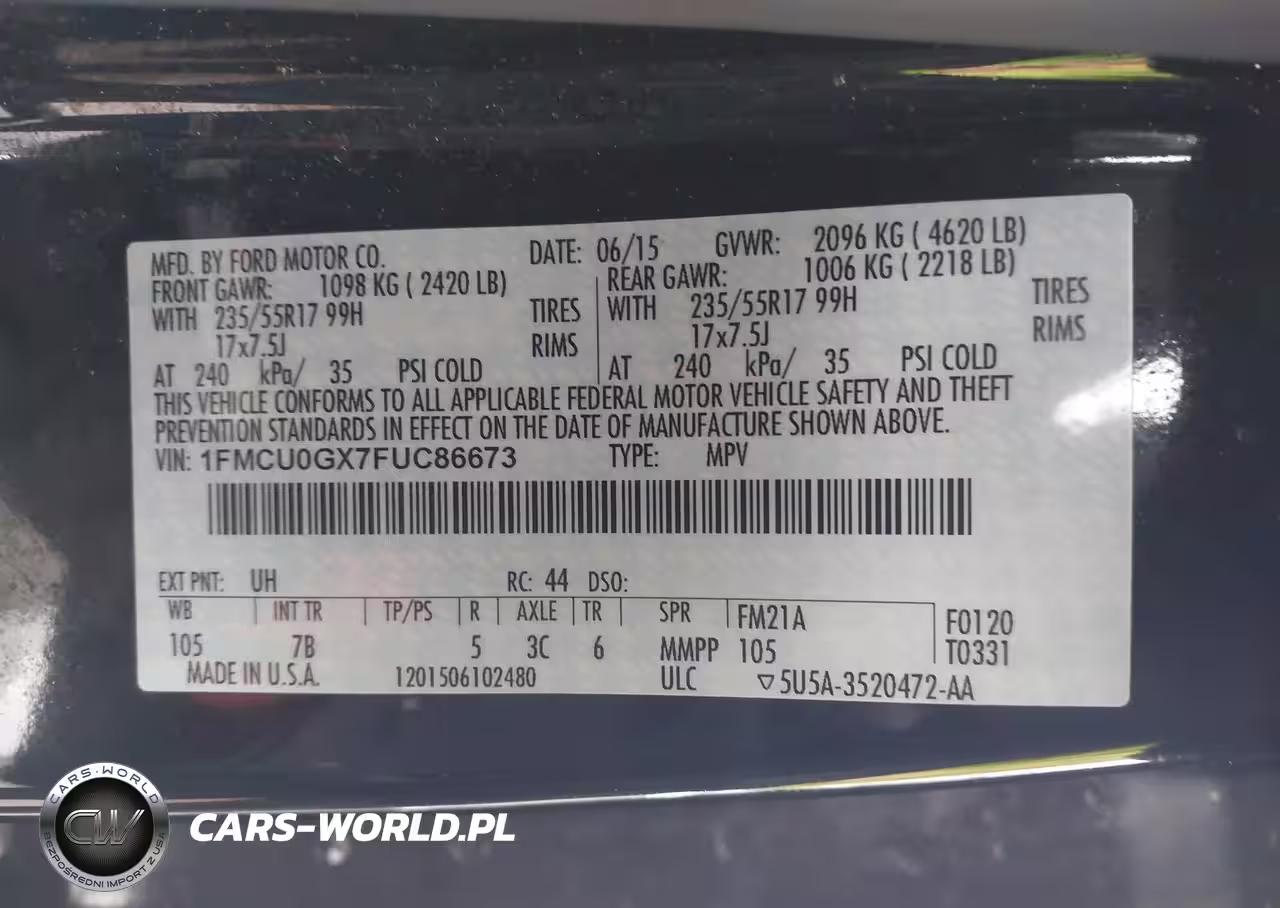 MFD. BY FORD MOTOR CO. DATE: 06/15 GVWR: 2096 KG ( 4620 LB)
FRONT GAWR: 1098 KG ( 2420 LB) REAR GAWR: 1006 KG ( 2218 LB)
WITH 235/55R17 99H TIRES WITH 235/55R17 99H TIRES
17x7.5J RIMS 17x7.5J RIMS
AT 240 kPa/ 35 PSI COLD AT 240 kPa/ 35 PSI COLD
THIS VEHICLE CONFORMS TO ALL APPLICABLE FEDERAL MOTOR VEHICLE SAFETY AND THEFT
PREVENTION STANDARDS IN EFFECT ON THE DATE OF MANUFACTURE SHOWN ABOVE.
VIN: 1FMCU0GX7FUC86673 TYPE: MPV
EXT PNT: UH RC: 44 DSO:
WB INT TR TP/PS R AXLE TR SPR FM21A F0120
105 7B 5 3C 6 MMPP 105 T0331
MADE IN U.S.A. 1201506102480 ULC ▽5U5A-3520472-AA
CARS-WORLD
CW
BEZPOŚREDNI IMPORT Z USA
CARS-WORLD.PL